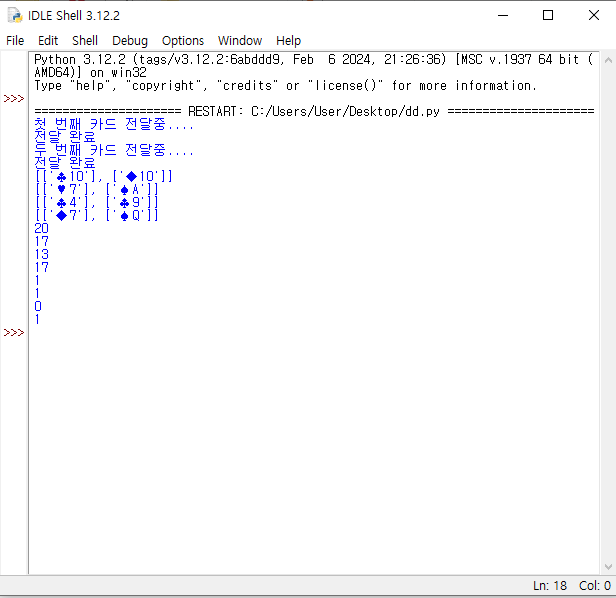 IDLE Shell 3.12.2
File Edit Shell Debug Options Window Help
Python 3.12.2 (tags/v3.12.2:6abddd9, Feb  6 2024, 21:26:36) [MSC v.1937 64 bit (
AMD64)] on win32
Type "help", "copyright", "credits" or "license()" for more information.
>>>
==================== RESTART: C:/Users/User/Desktop/dd.py ====================
첫 번째 카드 전달중....
전달 완료
두 번째 카드 전달중....
전달 완료
[['♣10'], ['◆10']]
[['♥7'], ['♠A']]
[['♣4'], ['♣9']]
[['◆7'], ['♠Q']]
20
17
13
17
1
1
0
1
>>>
Ln: 18 Col: 0